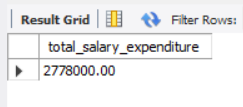 Result Grid Filter Rows:
total_salary_expenditure
2778000.00